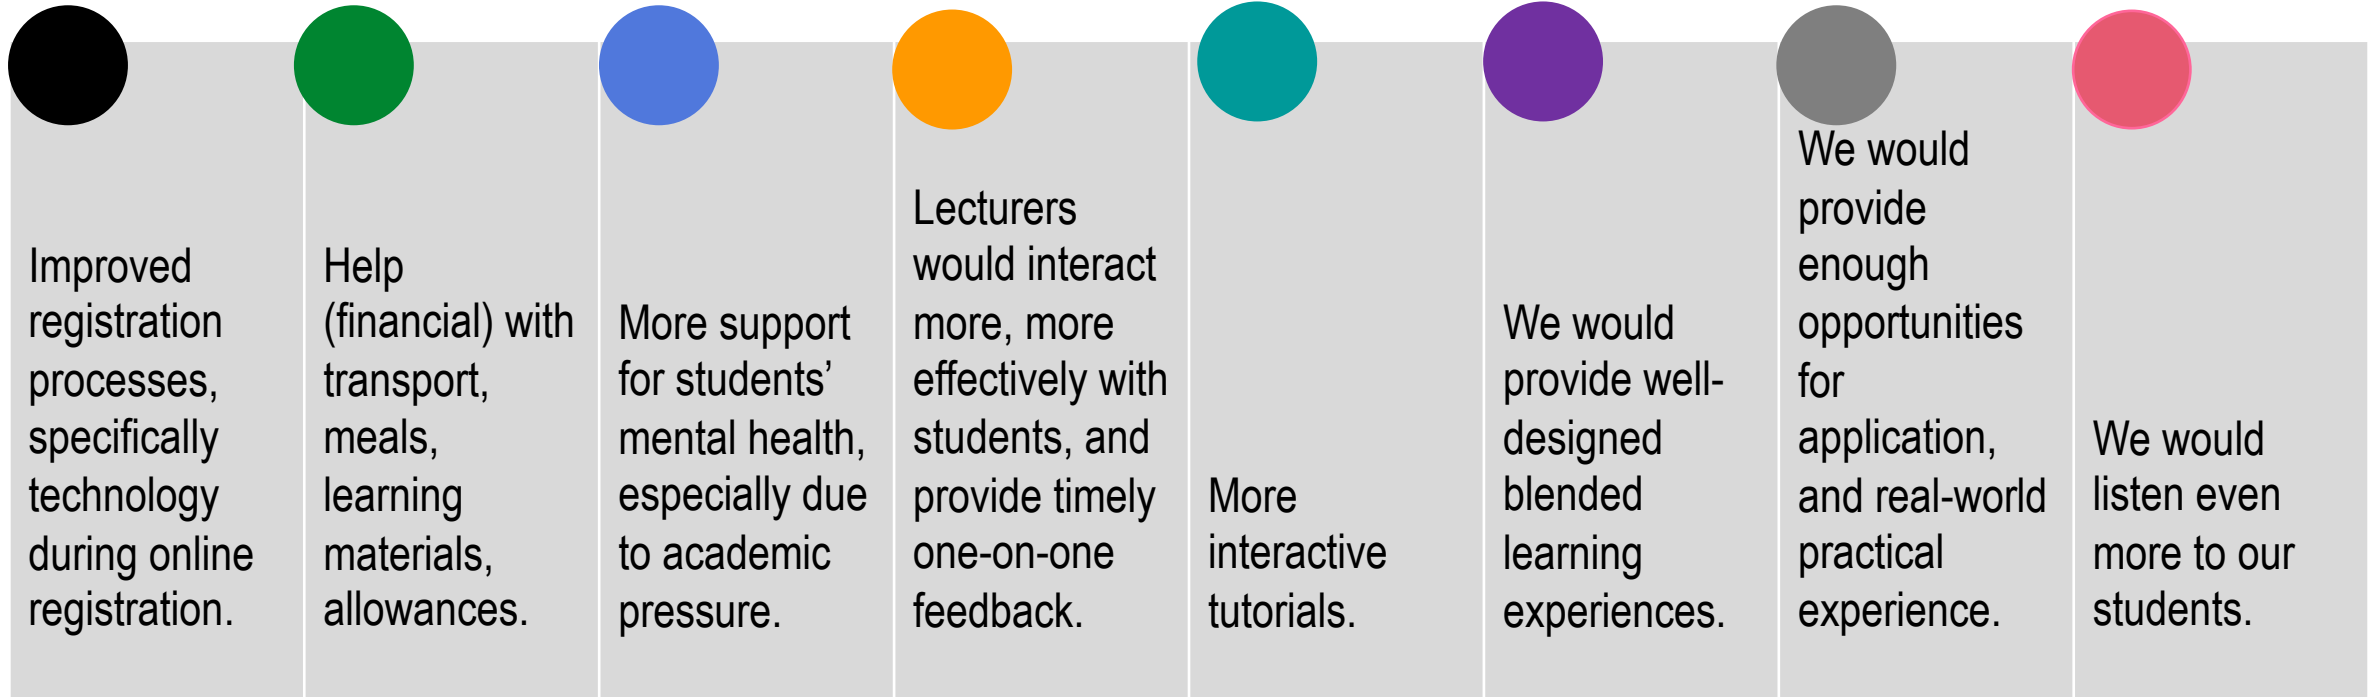 Improved
registration
processes,
specifically
technology
during online
registration.
Help
(financial) with
transport,
meals,
learning
materials,
allowances.
More support
for students’
mental health,
especially due
to academic
pressure.
Lecturers
would interact
more, more
effectively with
students, and
provide timely
one-on-one
feedback.
More
interactive
tutorials.
We would
provide well-
designed
blended
learning
experiences.
We would
provide
enough
opportunities
for
application,
and real-world
practical
experience.
We would
listen even
more to our
students.